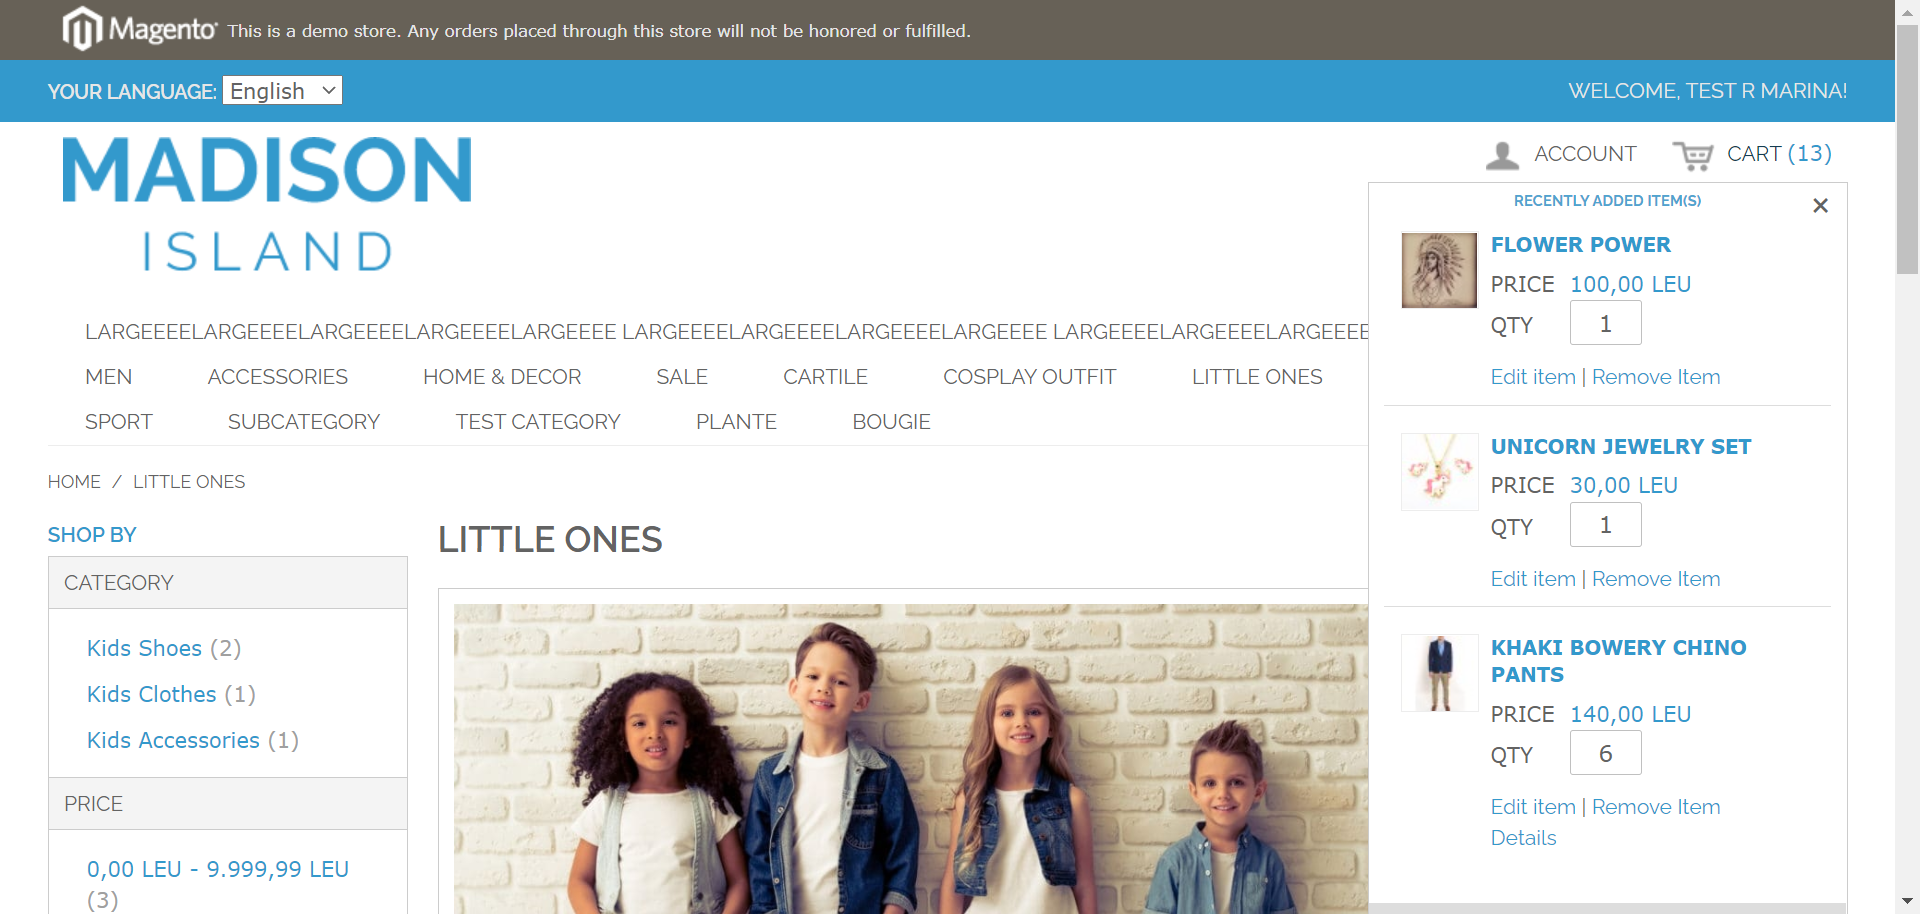 Magento This is a demo store. Any orders placed through this store will not be honored or fulfilled.
YOUR LANGUAGE: English WELCOME, TEST R MARINA!
MADISON
ISLAND
ACCOUNT CART (13)
RECENTLY ADDED ITEM(S) ×
FLOWER POWER
PRICE 100,00 LEU
QTY 1
Edit item | Remove Item
UNICORN JEWELRY SET
PRICE 30,00 LEU
QTY 1
Edit item | Remove Item
KHAKI BOWERY CHINO
PANTS
PRICE 140,00 LEU
QTY 6
Edit item | Remove Item
Details
LARGEEEELARGEEEELARGEEEELARGEEEELARGEEEE LARGEEEELARGEEEELARGEEEELARGEEEE LARGEEEELARGEEEELARGEEEE
MEN ACCESSORIES HOME & DECOR SALE CARTILE COSPLAY OUTFIT LITTLE ONES
SPORT SUBCATEGORY TEST CATEGORY PLANTE BOUGIE
HOME / LITTLE ONES
SHOP BY
CATEGORY
Kids Shoes (2)
Kids Clothes (1)
Kids Accessories (1)
PRICE
0,00 LEU - 9.999,99 LEU
(3)
LITTLE ONES